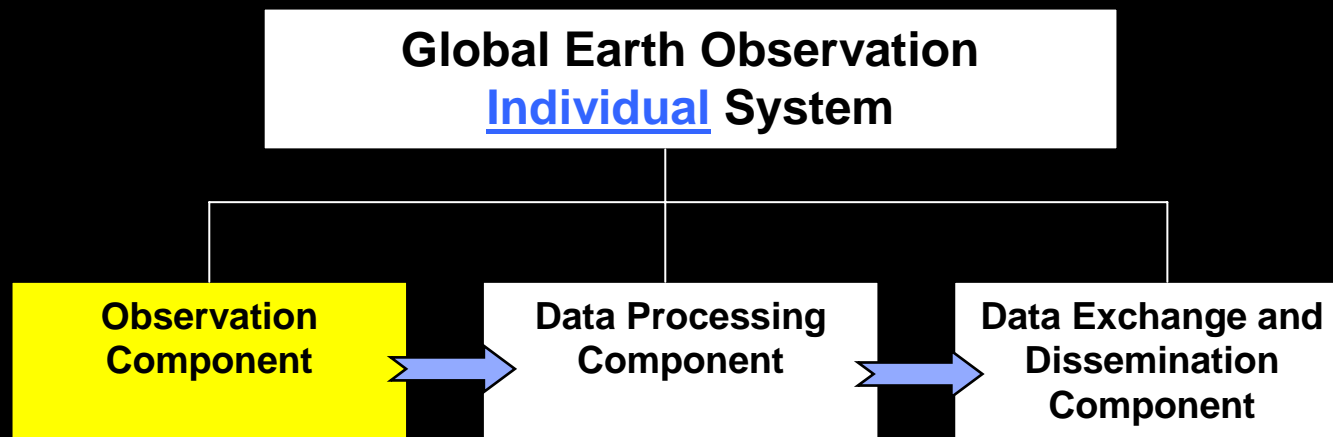 Global Earth Observation
Individual System
Observation
Component
Data Processing
Component
Data Exchange and
Dissemination
Component